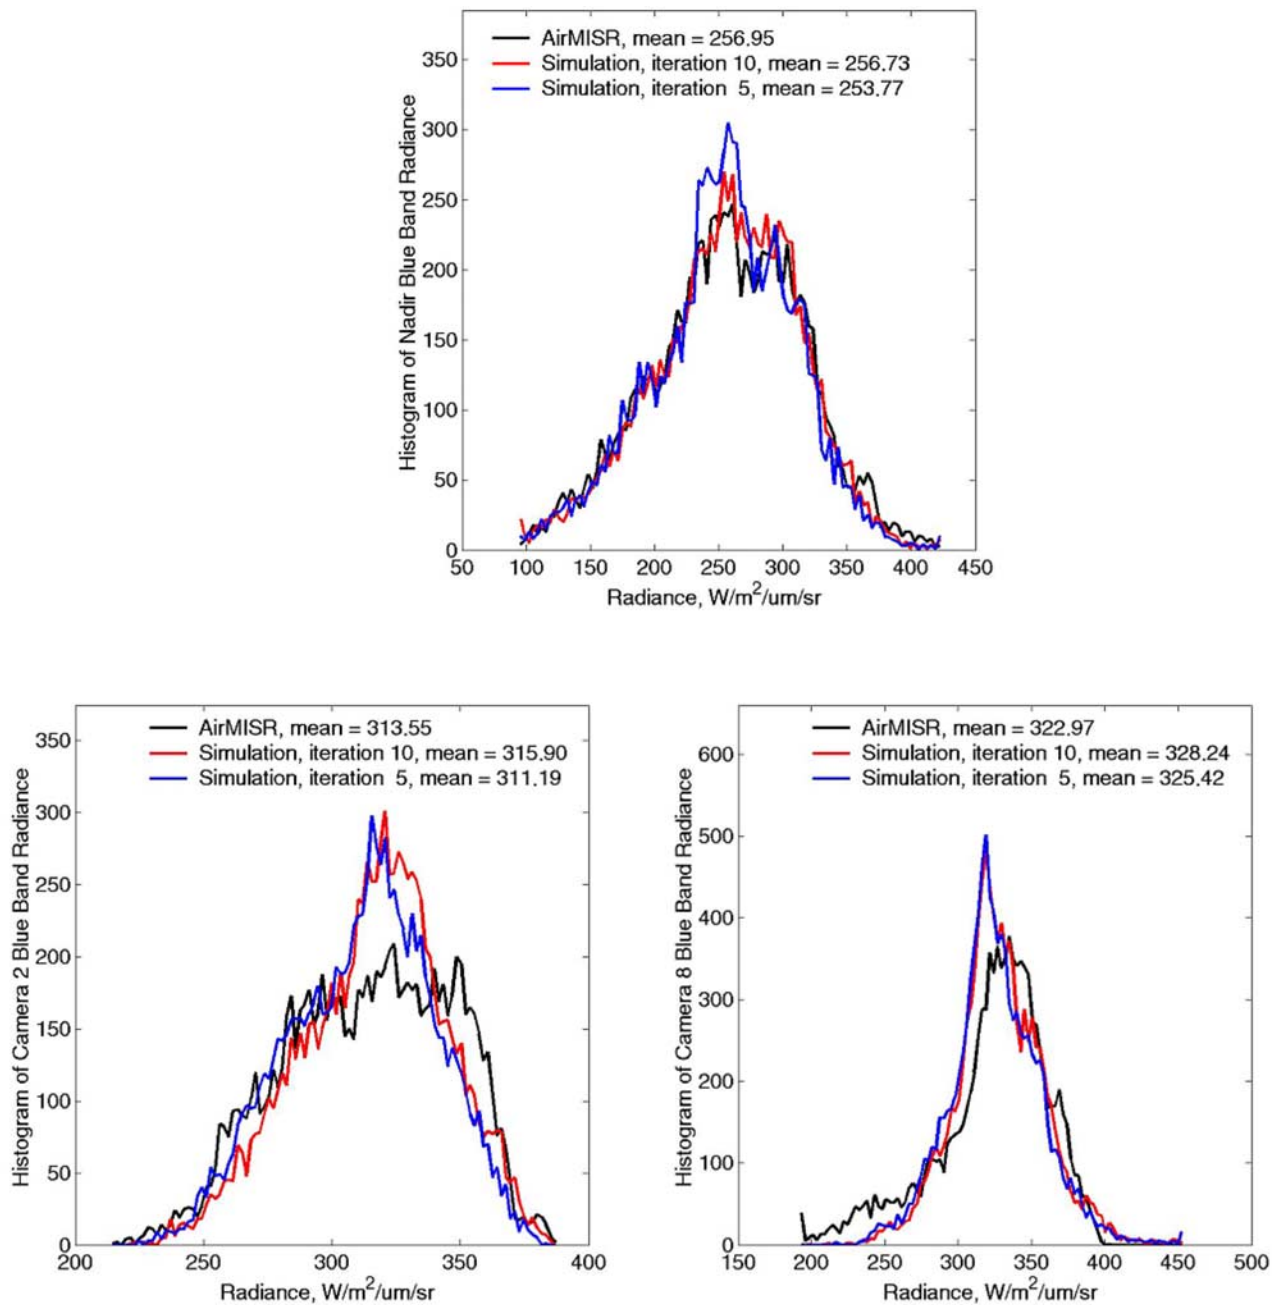 AirMISR, mean = 256.95
Simulation, iteration 10, mean = 256.73
Simulation, iteration  5, mean = 253.77
Histogram of Nadir Blue Band Radiance
350
300
250
200
150
100
50
0
50 100 150 200 250 300 350 400 450
Radiance, W/m²/um/sr
AirMISR, mean = 313.55
Simulation, iteration 10, mean = 315.90
Simulation, iteration  5, mean = 311.19
Histogram of Camera 2 Blue Band Radiance
350
300
250
200
150
100
50
0
200 250 300 350 400
Radiance, W/m²/um/sr
AirMISR, mean = 322.97
Simulation, iteration 10, mean = 328.24
Simulation, iteration  5, mean = 325.42
Histogram of Camera 8 Blue Band Radiance
600
500
400
300
200
100
0
150 200 250 300 350 400 450 500
Radiance, W/m²/um/sr